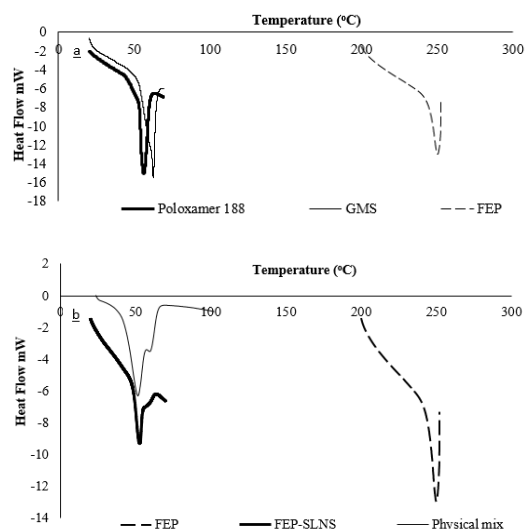 Temperature (ºC)
0 50 100 150 200 250 300
0
-2
-4
-6
-8
-10
-12
-14
-16
-18
a
Heat Flow mW
Poloxamer 188 GMS FEP
2
0
-2
-4
-6
-8
-10
-12
-14
Temperature (ºC)
0 50 100 150 200 250 300
b
Heat Flow mW
FEP FEP-SLNS Physical mix